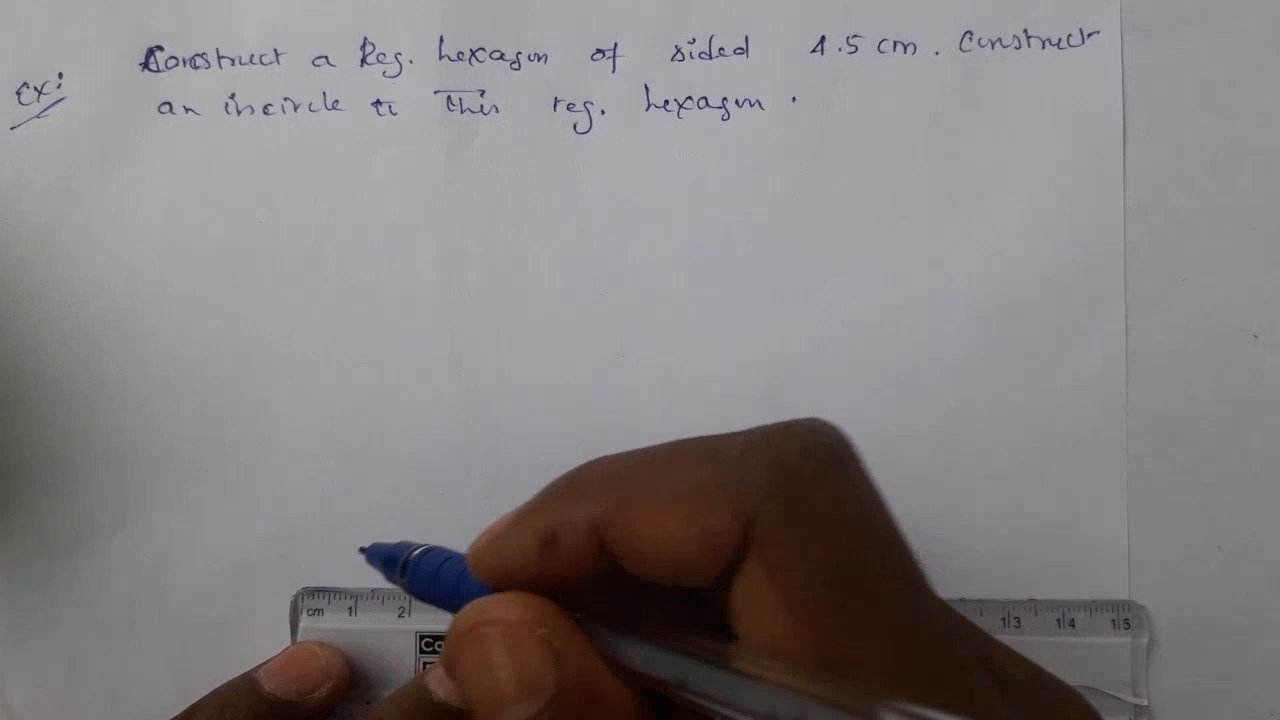 Ex: Construct a Reg. hexagon of sided 4.5 cm. Construct
an incircle to this reg. hexagon.
cm 1 2 13 14 15